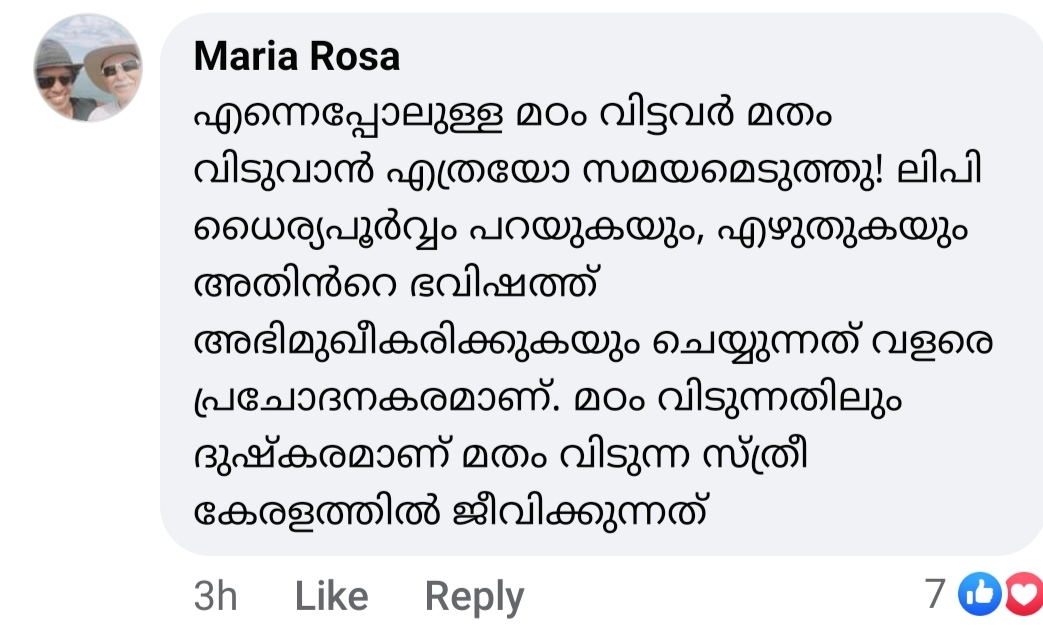 Maria Rosa
എന്നെപ്പോലുള്ള മഠം വിട്ടവർ മതം
വിടുവാൻ എത്രയോ സമയമെടുത്തു! ലിപി
ധൈര്യപൂർവ്വം പറയുകയും, എഴുതുകയും
അതിൻറെ ഭവിഷത്ത്
അഭിമുഖീകരിക്കുകയും ചെയ്യുന്നത് വളരെ
പ്രചോദനകരമാണ്. മഠം വിടുന്നതിലും
ദുഷ്കരമാണ് മതം വിടുന്ന സ്ത്രീ
കേരളത്തിൽ ജീവിക്കുന്നത്
3h Like Reply 7